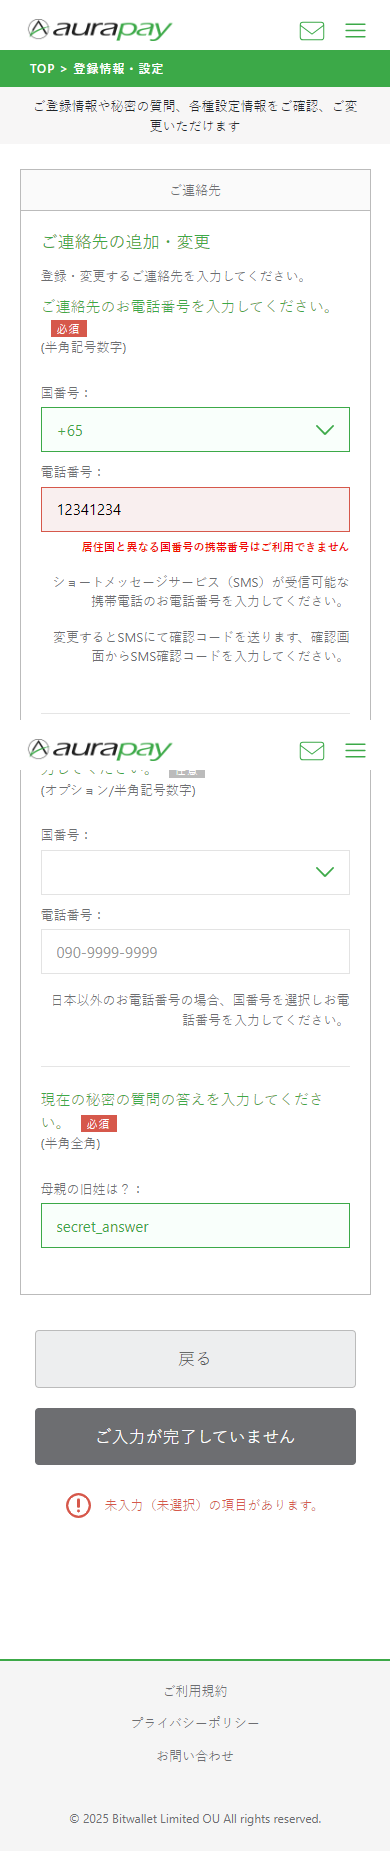 aurapay
TOP > 登録情報・設定
ご登録情報や秘密の質問、各種設定情報をご確認、ご変
更いただけます
ご連絡先
ご連絡先の追加・変更
登録・変更するご連絡先を入力してください。
ご連絡先のお電話番号を入力してください。
必須
(半角記号数字)
国番号：
+65
電話番号：
12341234
居住国と異なる国番号の携帯番号はご利用できません
ショートメッセージサービス（SMS）が受信可能な
携帯電話のお電話番号を入力してください。
変更するとSMSにて確認コードを送ります、確認画
面からSMS確認コードを入力してください。
aurapay
力してください。 任意
(オプション/半角記号数字)
国番号：
電話番号：
090-9999-9999
日本以外のお電話番号の場合、国番号を選択しお電
話番号を入力してください。
現在の秘密の質問の答えを入力してくださ
い。 必須
(半角全角)
母親の旧姓は？：
secret_answer
戻る
ご入力が完了していません
未入力（未選択）の項目があります。
ご利用規約
プライバシーポリシー
お問い合わせ
© 2025 Bitwallet Limited OU All rights reserved.